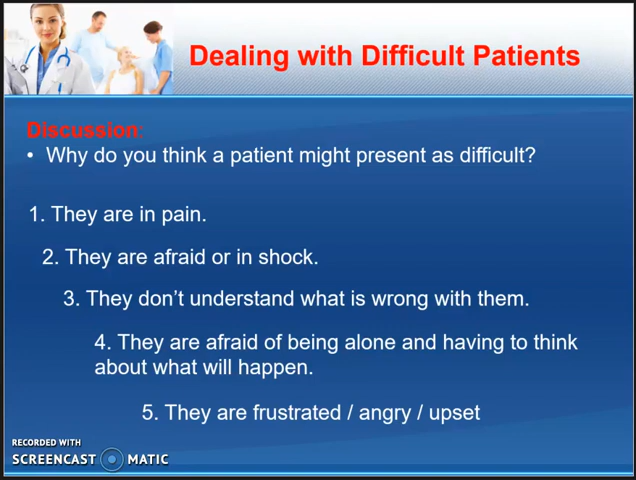 Dealing with Difficult Patients
Discussion:
• Why do you think a patient might present as difficult?
1. They are in pain.
2. They are afraid or in shock.
3. They don't understand what is wrong with them.
4. They are afraid of being alone and having to think
about what will happen.
5. They are frustrated / angry / upset
RECORDED WITH
SCREENCAST MATIC